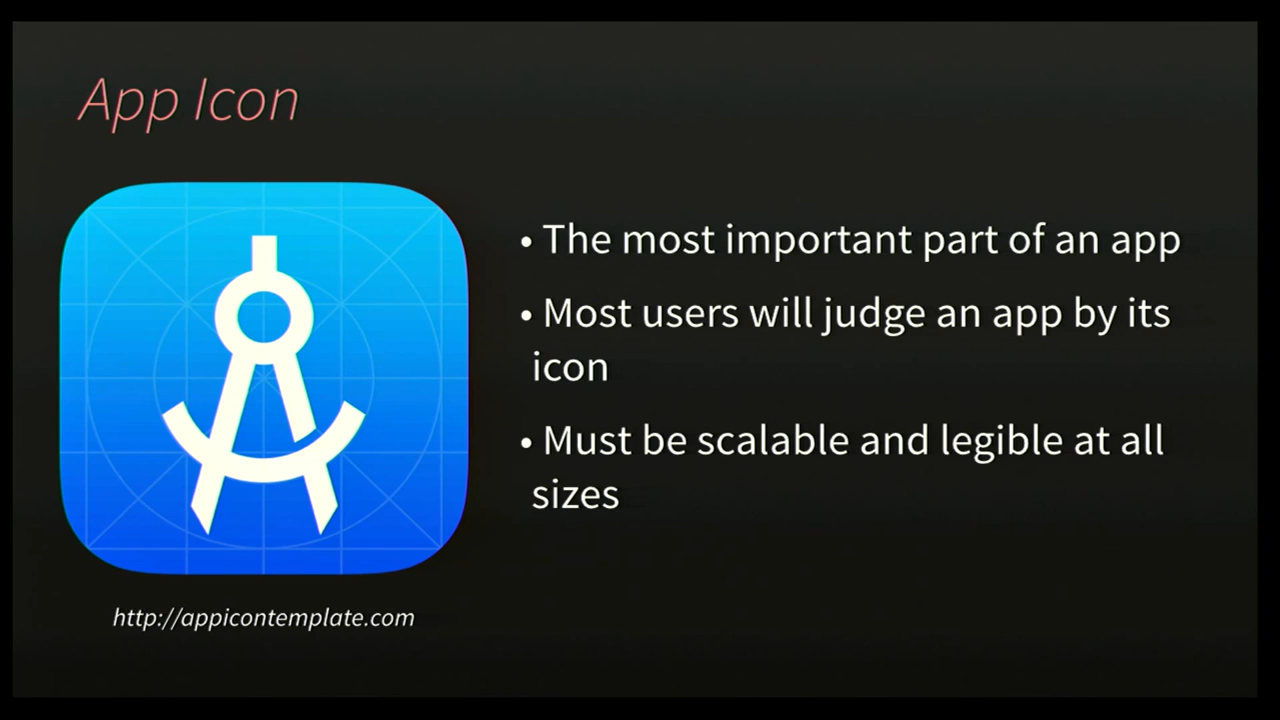 App Icon
• The most important part of an app
• Most users will judge an app by its
icon
• Must be scalable and legible at all
sizes
http://appicontemplate.com